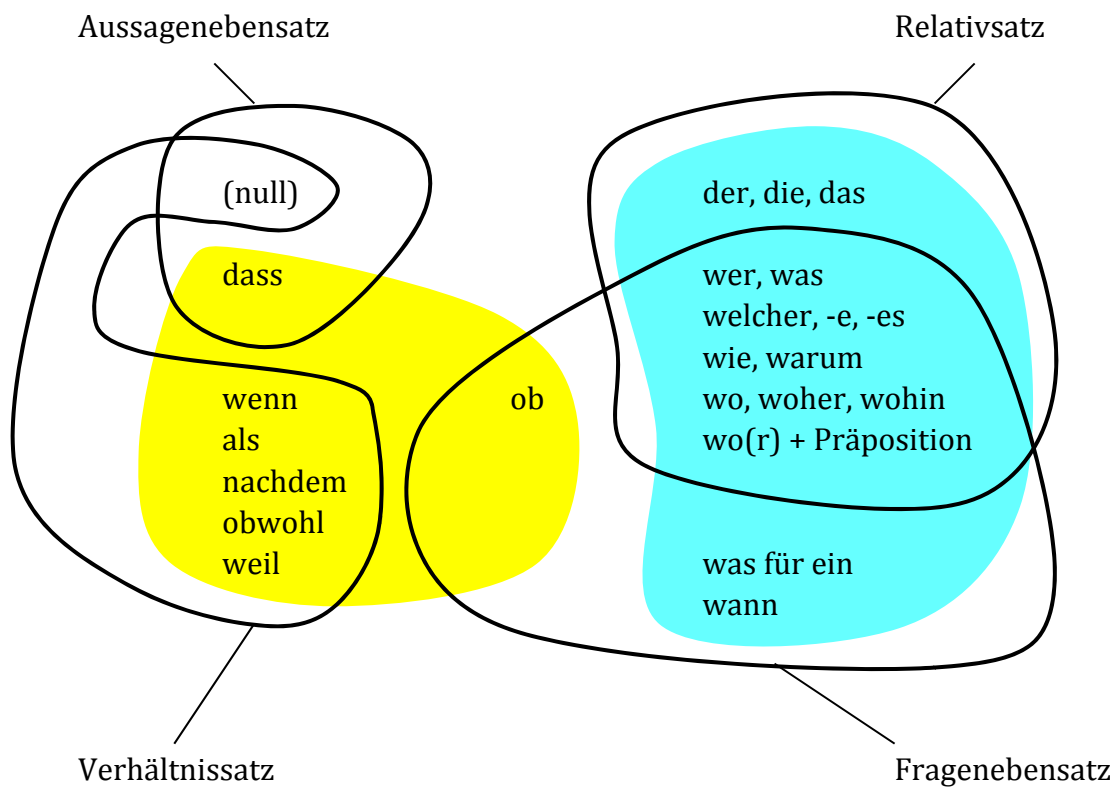 Aussagenebensatz
Relativsatz
(null)
der, die, das
dass
wer, was
welcher, -e, -es
wie, warum
wenn
ob
wo, woher, wohin
als
wo(r) + Präposition
nachdem
obwohl
weil
was für ein
wann
Verhältnissatz
Fragenebensatz